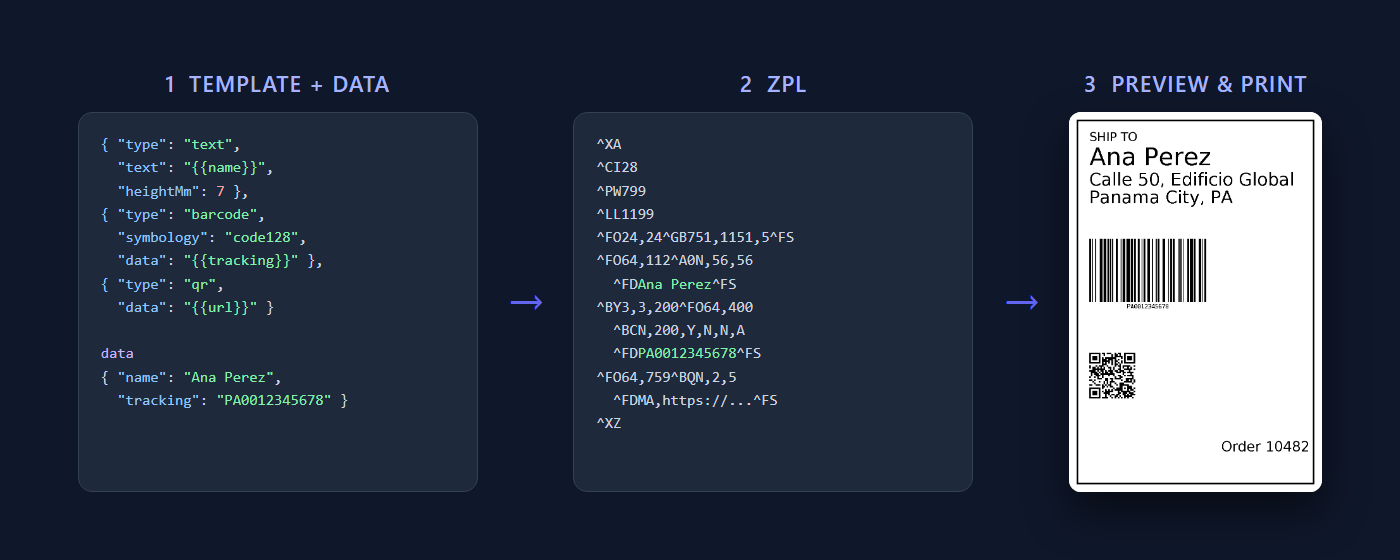 1 TEMPLATE + DATA
{ "type": "text",
"text": "{{name}}",
"heightMm": 7 },
{ "type": "barcode",
"symbology": "code128",
"data": "{{tracking}}" },
{ "type": "qr",
"data": "{{url}}" }
data
{ "name": "Ana Perez",
"tracking": "PA0012345678" }
→
2 ZPL
^XA
^CI28
^PW799
^LL1199
^FO24,24^GB751,1151,5^FS
^FO64,112^A0N,56,56
^FDAna Perez^FS
^BY3,3,200^FO64,400
^BCN,200,Y,N,N,A
^FDPA0012345678^FS
^FO64,759^BQN,2,5
^FDMA,https://...^FS
^XZ
→
3 PREVIEW & PRINT
SHIP TO
Ana Perez
Calle 50, Edificio Global
Panama City, PA
PA0012345678
Order 10482